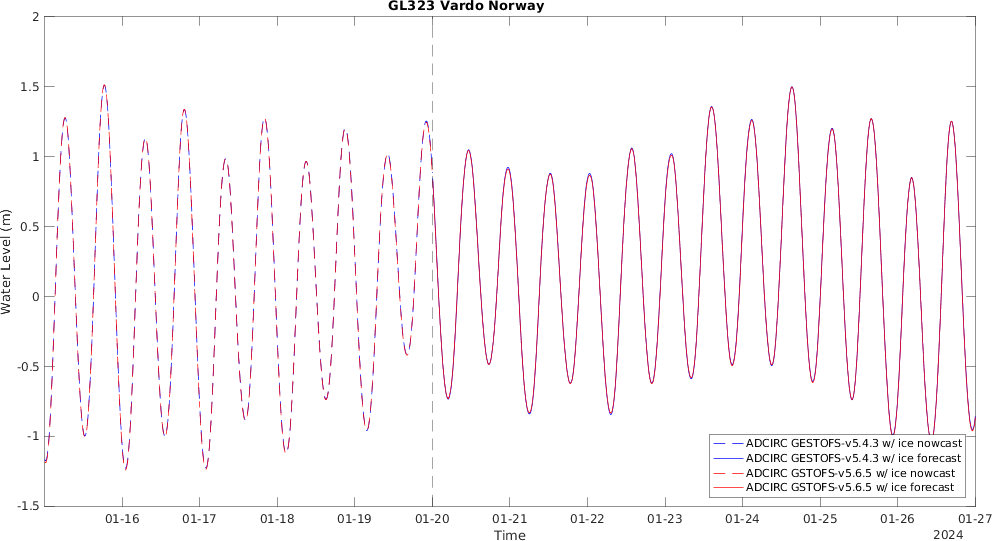 GL323 Vardo Norway
2
1.5
1
0.5
0
-0.5
-1
-1.5
Water Level (m)
01-16 01-17 01-18 01-19 01-20 01-21 01-22 01-23 01-24 01-25 01-26 01-27
Time
2024
ADCIRC GESTOFS-v5.4.3 w/ ice nowcast
ADCIRC GESTOFS-v5.4.3 w/ ice forecast
ADCIRC GSTOFS-v5.6.5 w/ ice nowcast
ADCIRC GSTOFS-v5.6.5 w/ ice forecast